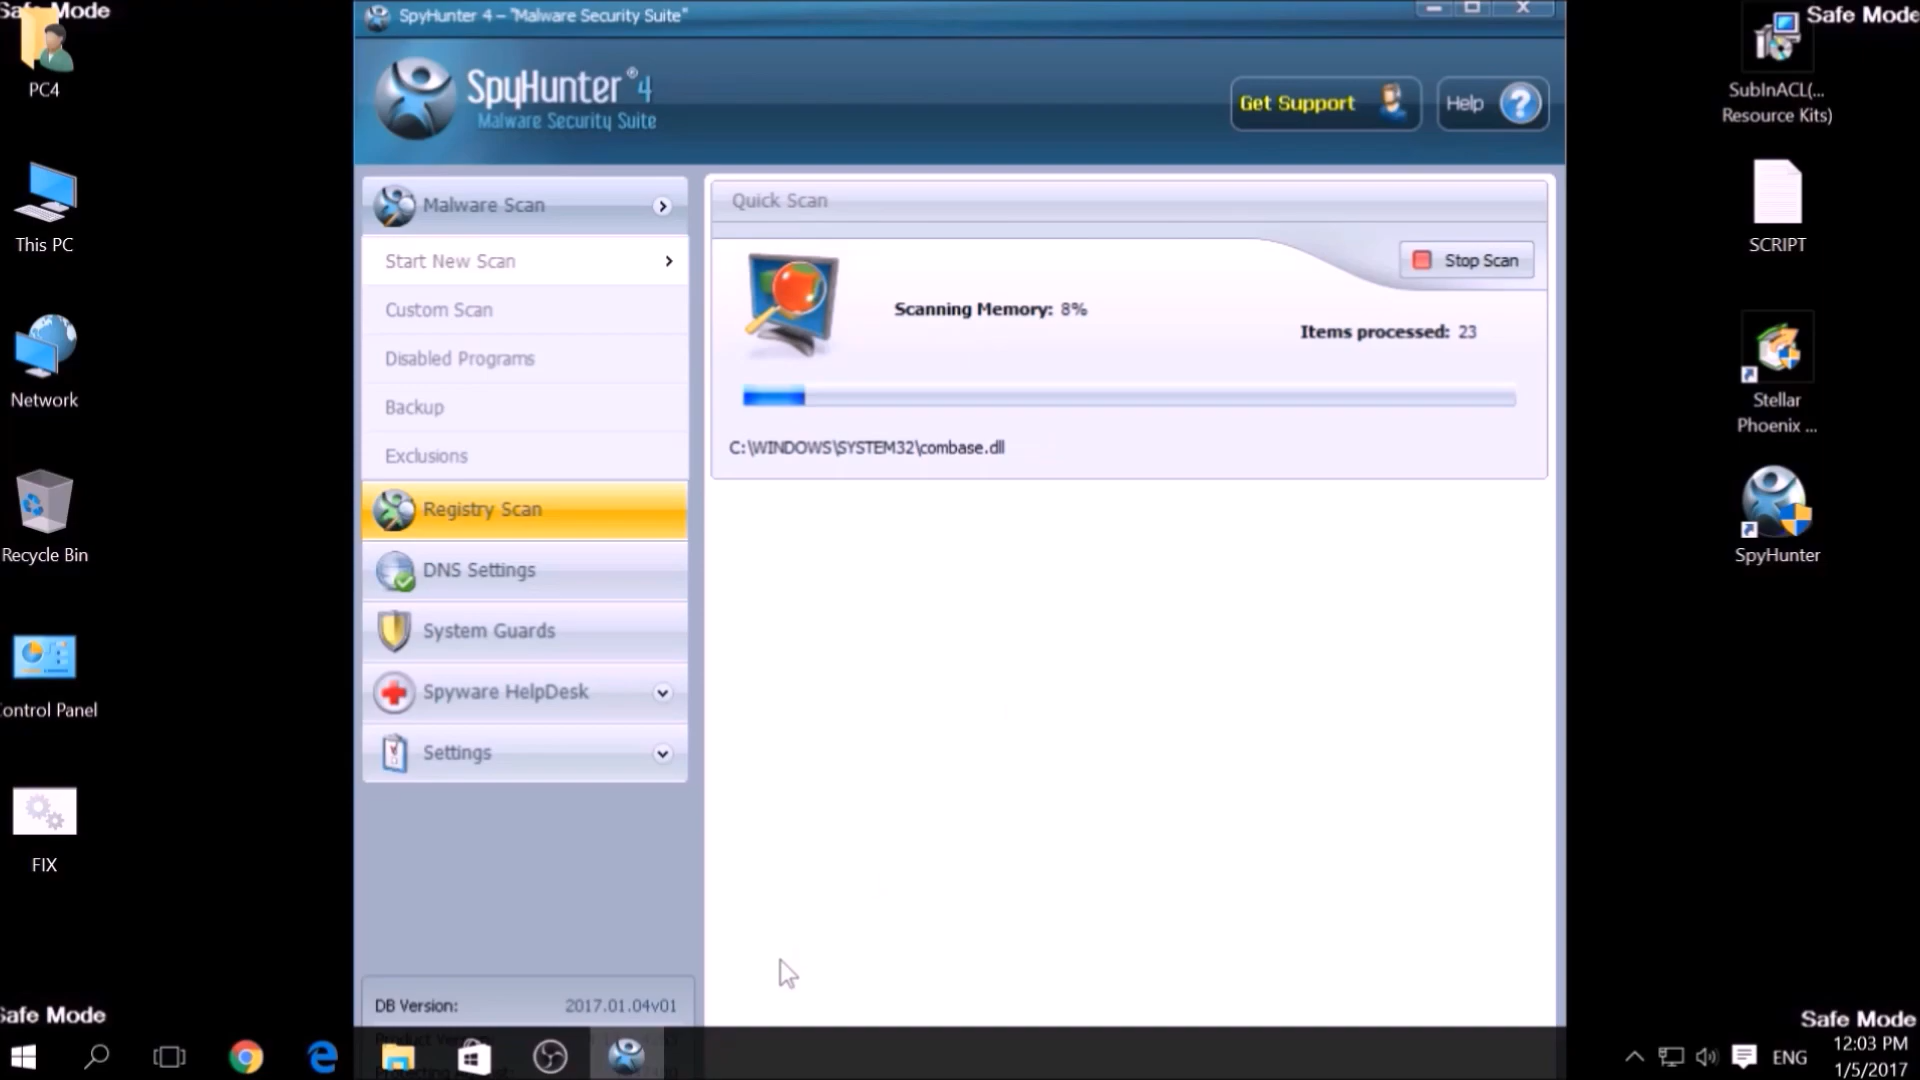 Safe Mode
Safe Mode
SpyHunter 4 – "Malware Security Suite"
SpyHunter®4
Malware Security Suite
Get Support
Help
PC4
This PC
Network
Recycle Bin
Control Panel
FIX
Malware Scan
Start New Scan
Custom Scan
Disabled Programs
Backup
Exclusions
Registry Scan
DNS Settings
System Guards
Spyware HelpDesk
Settings
Quick Scan
Stop Scan
Scanning Memory: 8%
Items processed: 23
C:\WINDOWS\SYSTEM32\combase.dll
SubInACL(...
Resource Kits)
SCRIPT
Stellar
Phoenix ...
SpyHunter
DB Version: 2017.01.04v01
Safe Mode
Safe Mode
ENG
12:03 PM
1/5/2017